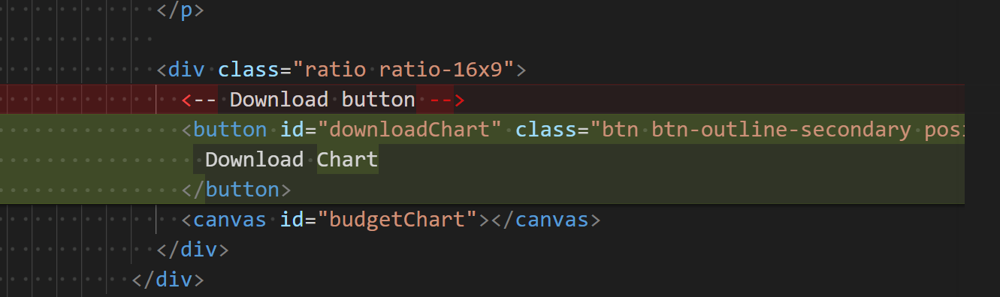 </p>
<div class="ratio ratio-16x9">
<-- Download button -->
<button id="downloadChart" class="btn btn-outline-secondary
Download Chart
</button>
<canvas id="budgetChart"></canvas>
</div>
</div>